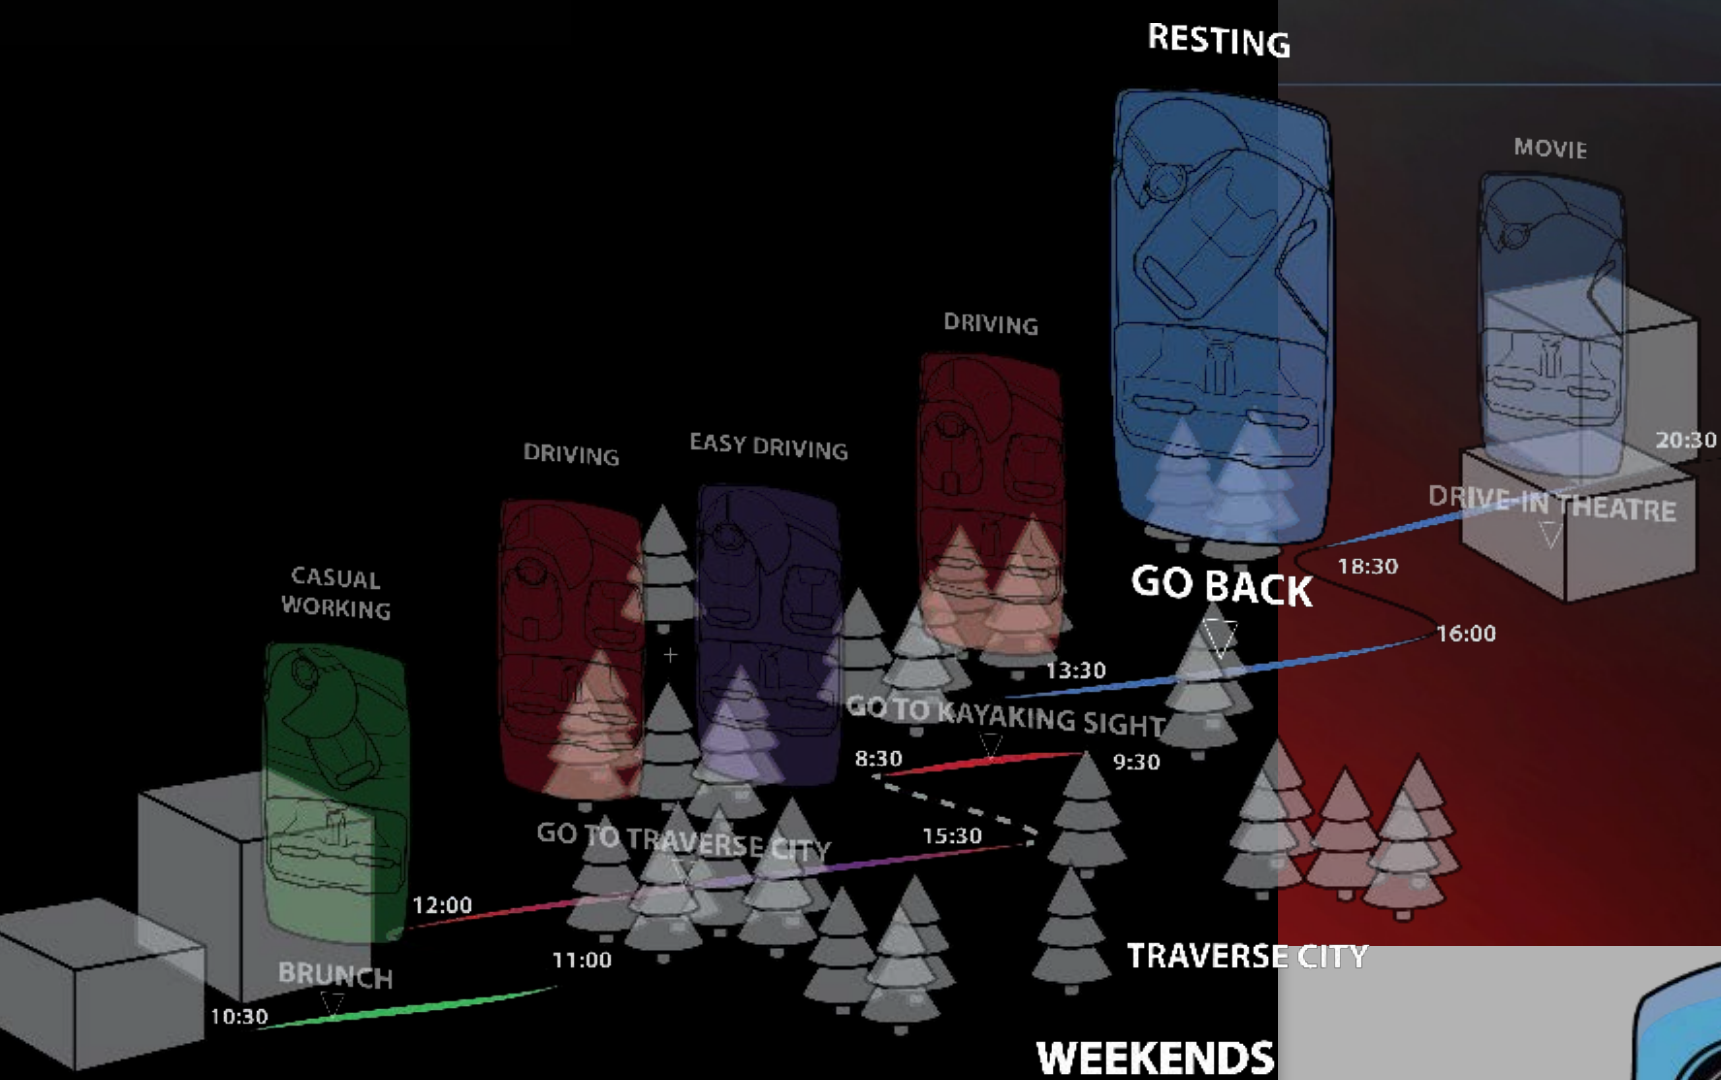 RESTING
MOVIE
DRIVING
DRIVING
EASY DRIVING
CASUAL
WORKING
20:30
DRIVE-IN THEATRE
18:30
GO BACK
16:00
13:30
GO TO KAYAKING SIGHT
8:30
9:30
15:30
GO TO TRAVERSE CITY
12:00
11:00
BRUNCH
10:30
TRAVERSE CITY
WEEKENDS